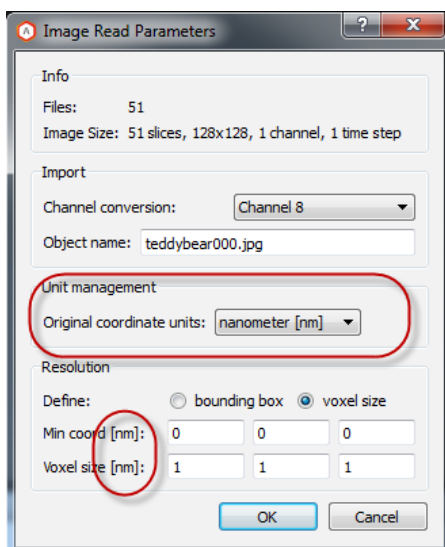 Image Read Parameters
Info
Files: 51
Image Size: 51 slices, 128x128, 1 channel, 1 time step
Import
Channel conversion: Channel 8
Object name: teddybear000.jpg
Unit management
Original coordinate units: nanometer [nm]
Resolution
Define: bounding box voxel size
Min coord [nm]: 0 0 0
Voxel size [nm]: 1 1 1
OK Cancel